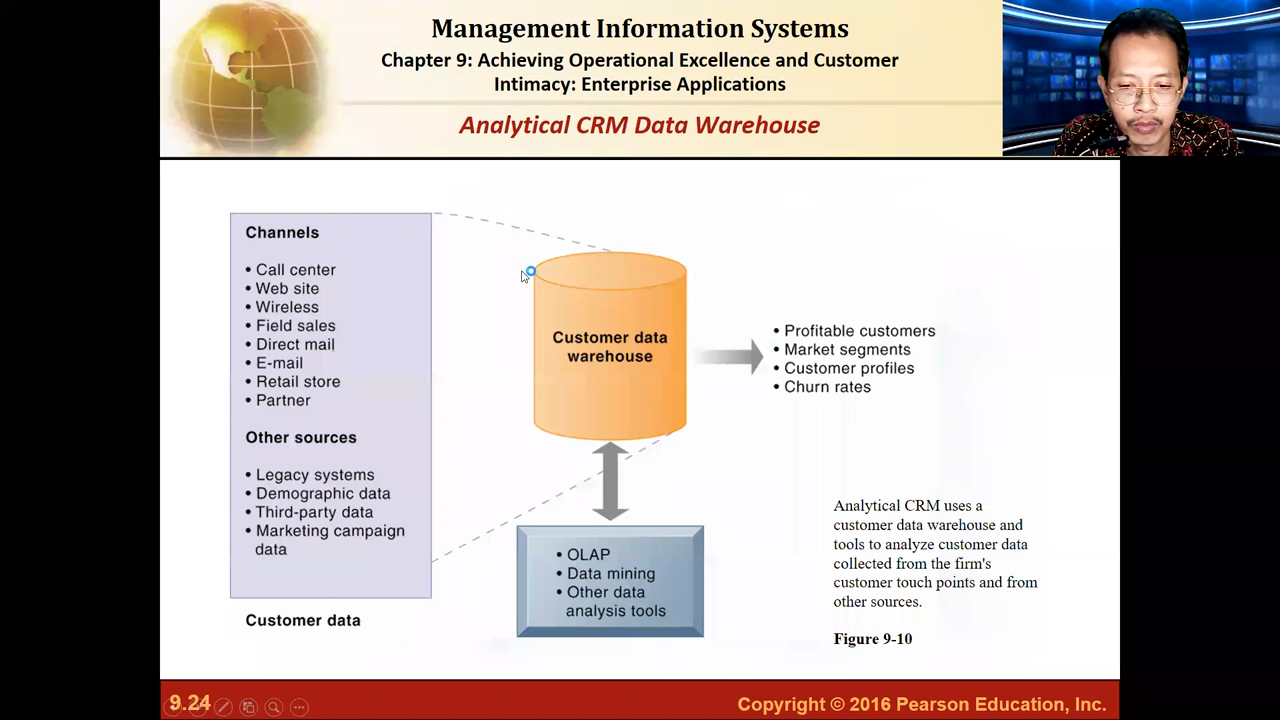 Management Information Systems
Chapter 9: Achieving Operational Excellence and Customer
Intimacy: Enterprise Applications
Analytical CRM Data Warehouse
Channels
• Call center
• Web site
• Wireless
• Field sales
• Direct mail
• E-mail
• Retail store
• Partner
Other sources
• Legacy systems
• Demographic data
• Third-party data
• Marketing campaign
data
Customer data
Customer data
warehouse
• OLAP
• Data mining
• Other data
analysis tools
• Profitable customers
• Market segments
• Customer profiles
• Churn rates
Analytical CRM uses a
customer data warehouse and
tools to analyze customer data
collected from the firm's
customer touch points and from
other sources.
Figure 9-10
9.24
Copyright © 2016 Pearson Education, Inc.